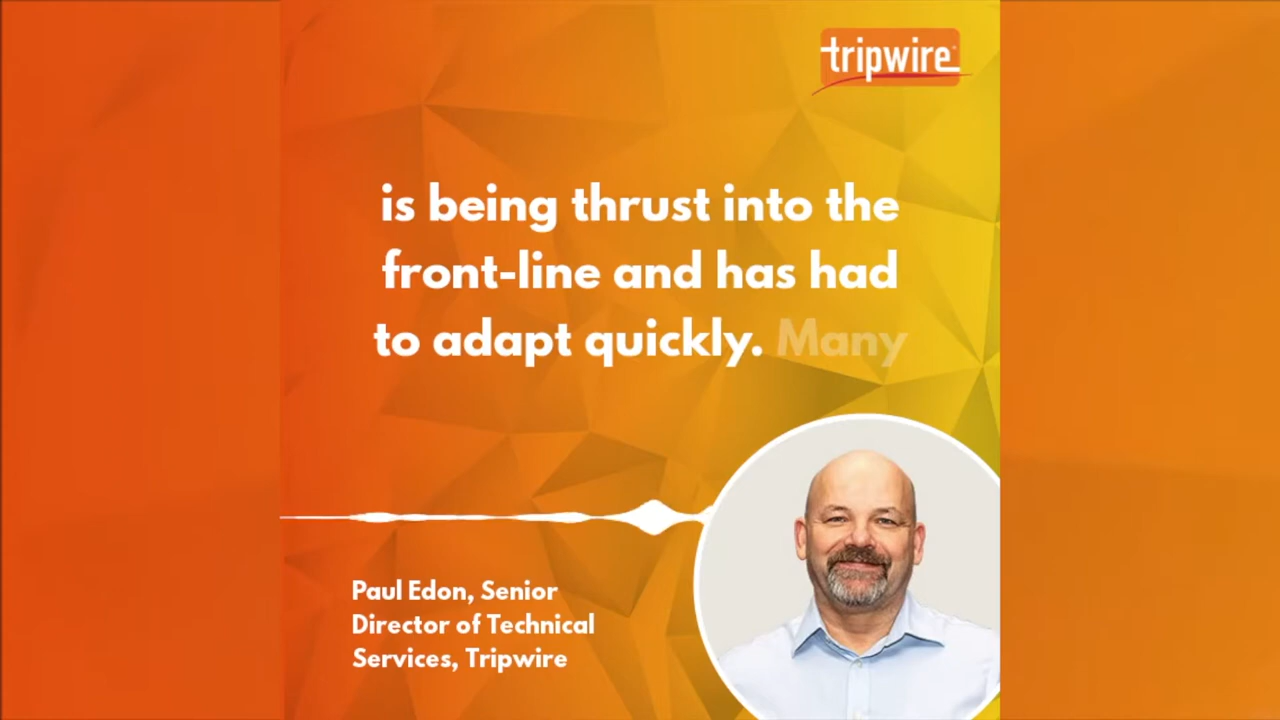 tripwire
is being thrust into the
front-line and has had
to adapt quickly. Many
Paul Edon, Senior
Director of Technical
Services, Tripwire